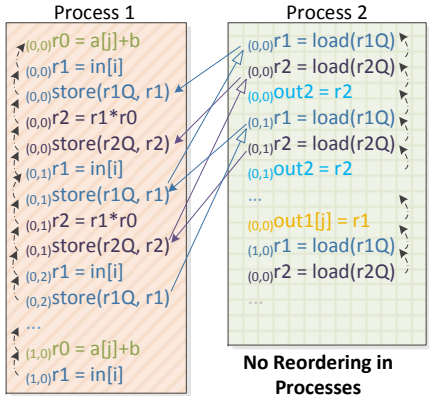 Process 1
(0,0)r0 = a[j]+b
(0,0)r1 = in[i]
(0,0)store(r1Q, r1)
(0,0)r2 = r1*r0
(0,0)store(r2Q, r2)
(0,1)r1 = in[i]
(0,1)store(r1Q, r1)
(0,1)r2 = r1*r0
(0,1)store(r2Q, r2)
(0,2)r1 = in[i]
(0,2)store(r1Q, r1)
...
(1,0)r0 = a[j]+b
(1,0)r1 = in[i]
Process 2
(0,0)r1 = load(r1Q)
(0,0)r2 = load(r2Q)
(0,0)out2 = r2
(0,1)r1 = load(r1Q)
(0,1)r2 = load(r2Q)
(0,1)out2 = r2
...
(0,0)out1[j] = r1
(1,0)r1 = load(r1Q)
(0,0)r2 = load(r2Q)
...
No Reordering in
Processes